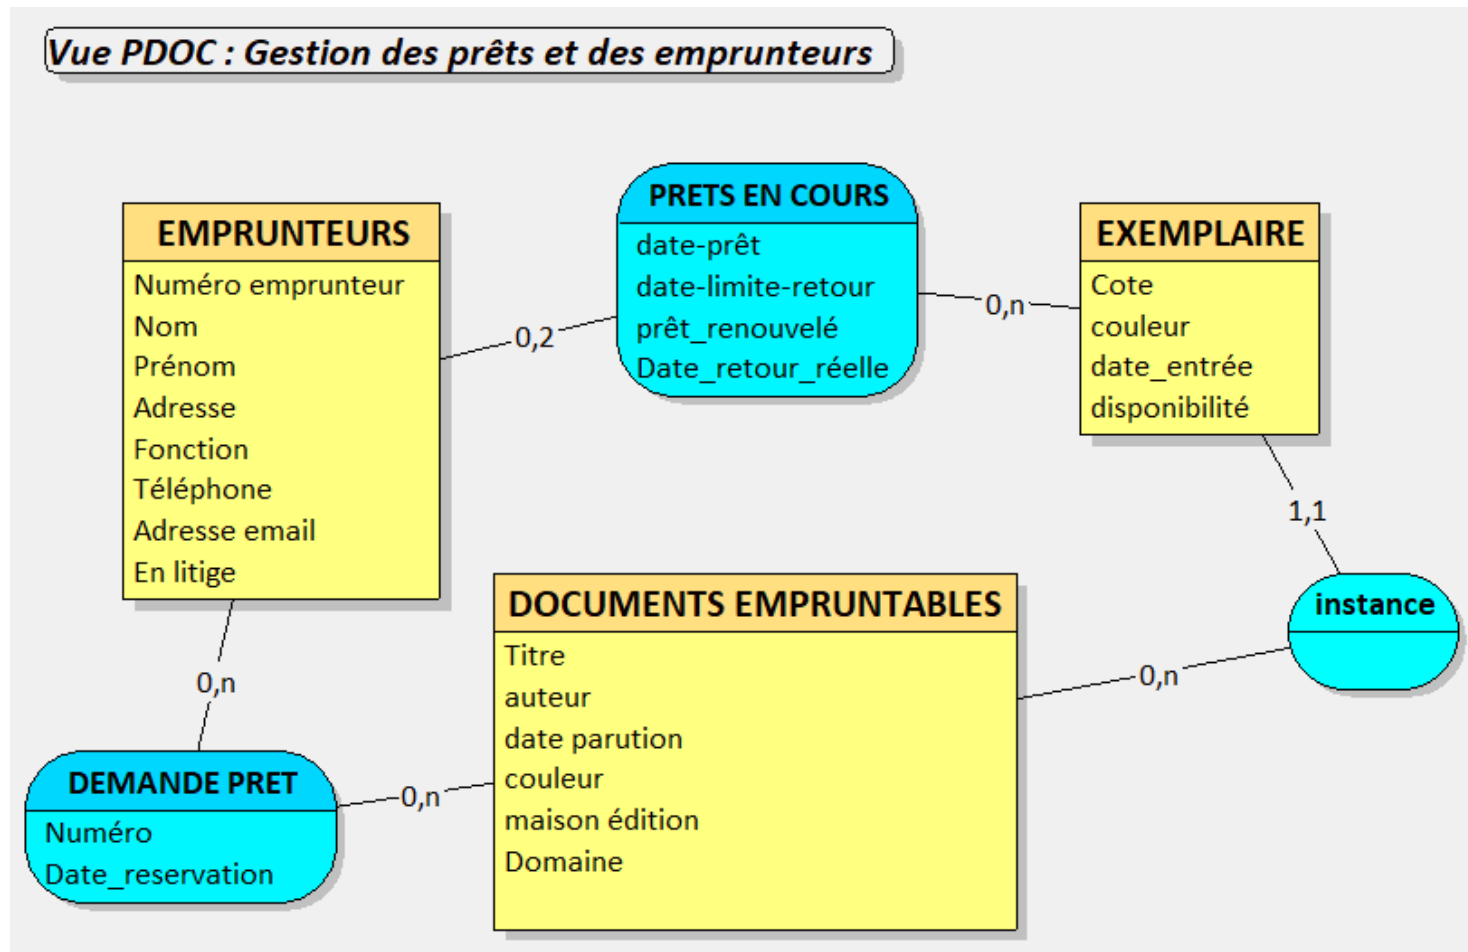 Vue PDOC : Gestion des prêts et des emprunteurs
EMPRUNTEURS
Numéro emprunteur
Nom
Prénom
Adresse
Fonction
Téléphone
Adresse email
En litige
0,2
PRETS EN COURS
date-prêt
date-limite-retour
prêt_renouvelé
Date_retour_réelle
0,n
EXEMPLAIRE
Cote
couleur
date_entrée
disponibilité
1,1
instance
0,n
DOCUMENTS EMPRUNTABLES
Titre
auteur
date parution
couleur
maison édition
Domaine
0,n
0,n
DEMANDE PRET
Numéro
Date_reservation